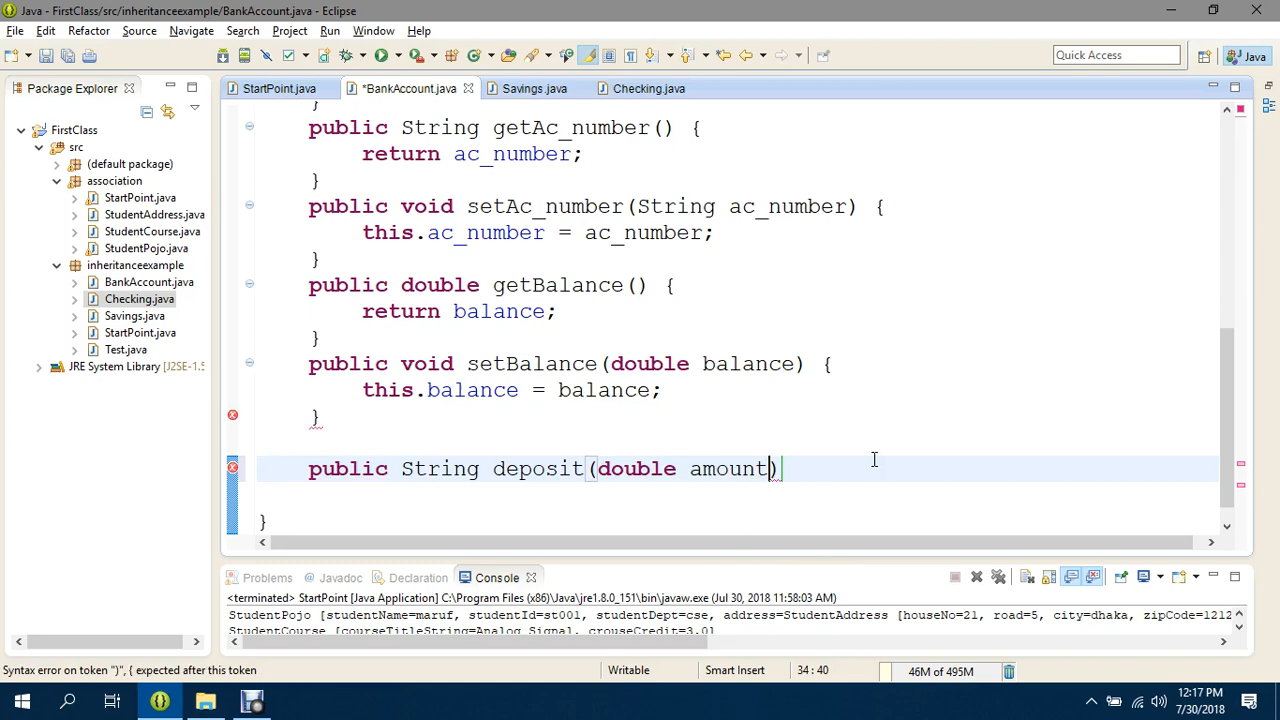 Java - FirstClass/src/inheritanceexample/BankAccount.java - Eclipse
File Edit Refactor Source Navigate Search Project Run Window Help
Quick Access
Java
Package Explorer
StartPoint.java
*BankAccount.java
Savings.java
Checking.java
FirstClass
src
(default package)
association
StartPoint.java
StudentAddress.java
StudentCourse.java
StudentPojo.java
inheritanceexample
BankAccount.java
Checking.java
Savings.java
StartPoint.java
Test.java
JRE System Library [J2SE-1.5
}
public String getAc_number() {
return ac_number;
}
public void setAc_number(String ac_number) {
this.ac_number = ac_number;
}
public double getBalance() {
return balance;
}
public void setBalance(double balance) {
this.balance = balance;
}
public String deposit(double amount)
}
Problems @ Javadoc Declaration Console
<terminated> StartPoint [Java Application] C:\Program Files (x86)\Java\jre1.8.0_151\bin\javaw.exe (Jul 30, 2018 11:58:03 AM)
StudentPojo [studentName=maruf, studentId=st001, studentDept=cse, address=StudentAddress [houseNo=21, road=5, city=dhaka, zipCode=1212
StudentCourse [courseTitleString=Analog Signal, crouseCredit=3.0]
Syntax error on token ")", { expected after this token
Writable
Smart Insert
34 : 40
46M of 495M
12:17 PM
7/30/2018